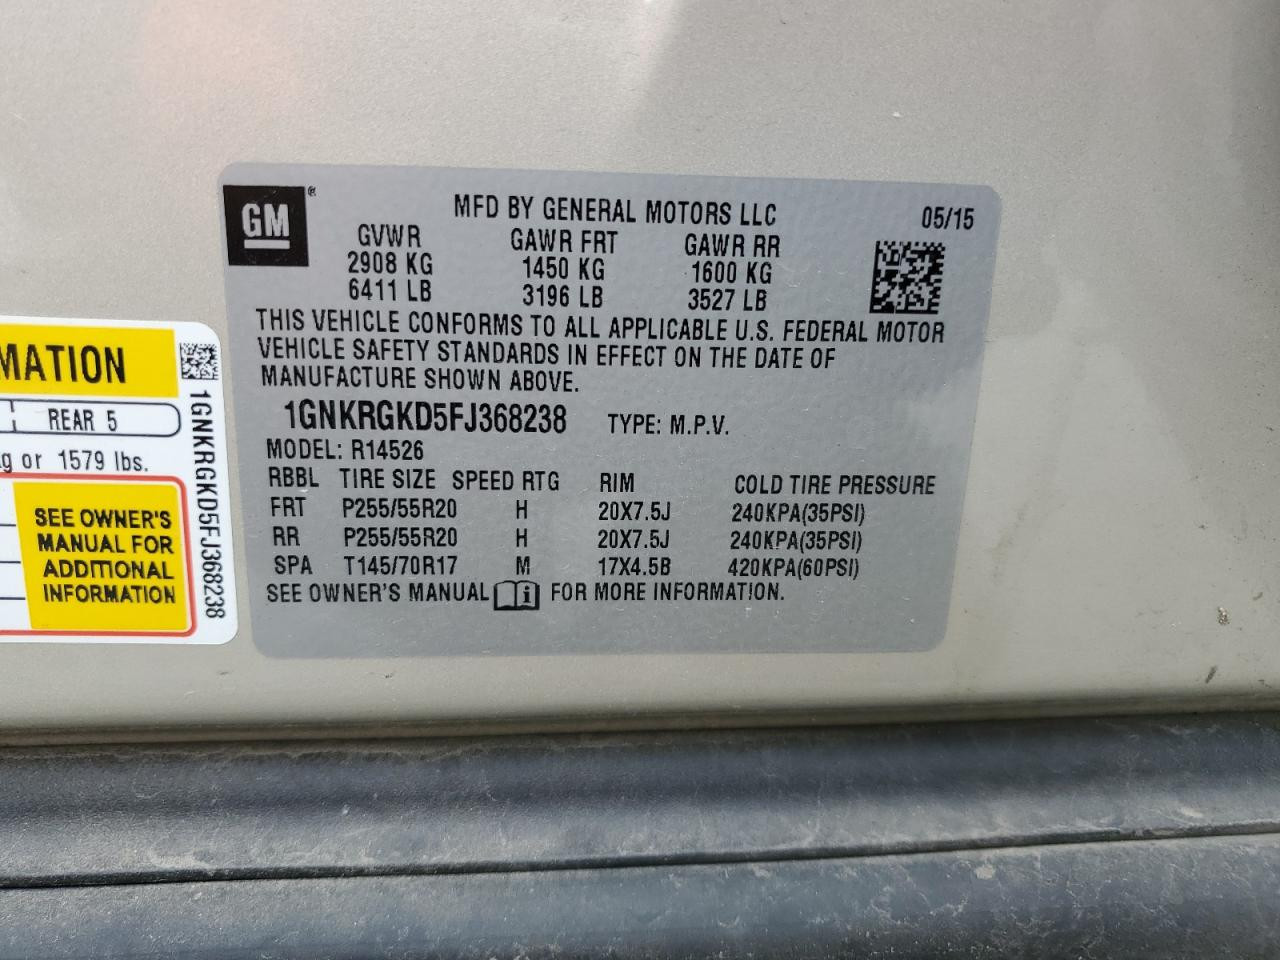 GM®
MFD BY GENERAL MOTORS LLC 05/15
GVWR GAWR FRT GAWR RR
2908 KG 1450 KG 1600 KG
6411 LB 3196 LB 3527 LB
THIS VEHICLE CONFORMS TO ALL APPLICABLE U.S. FEDERAL MOTOR
VEHICLE SAFETY STANDARDS IN EFFECT ON THE DATE OF
MANUFACTURE SHOWN ABOVE.
1GNKRGKD5FJ368238 TYPE: M.P.V.
MODEL: R14526
RBBL TIRE SIZE SPEED RTG RIM COLD TIRE PRESSURE
FRT P255/55R20 H 20X7.5J 240KPA(35PSI)
RR P255/55R20 H 20X7.5J 240KPA(35PSI)
SPA T145/70R17 M 17X4.5B 420KPA(60PSI)
SEE OWNER'S MANUAL i FOR MORE INFORMATION.
MATION
REAR 5
g or 1579 lbs.
SEE OWNER'S
MANUAL FOR
ADDITIONAL
INFORMATION
1GNKRGKD5FJ368238